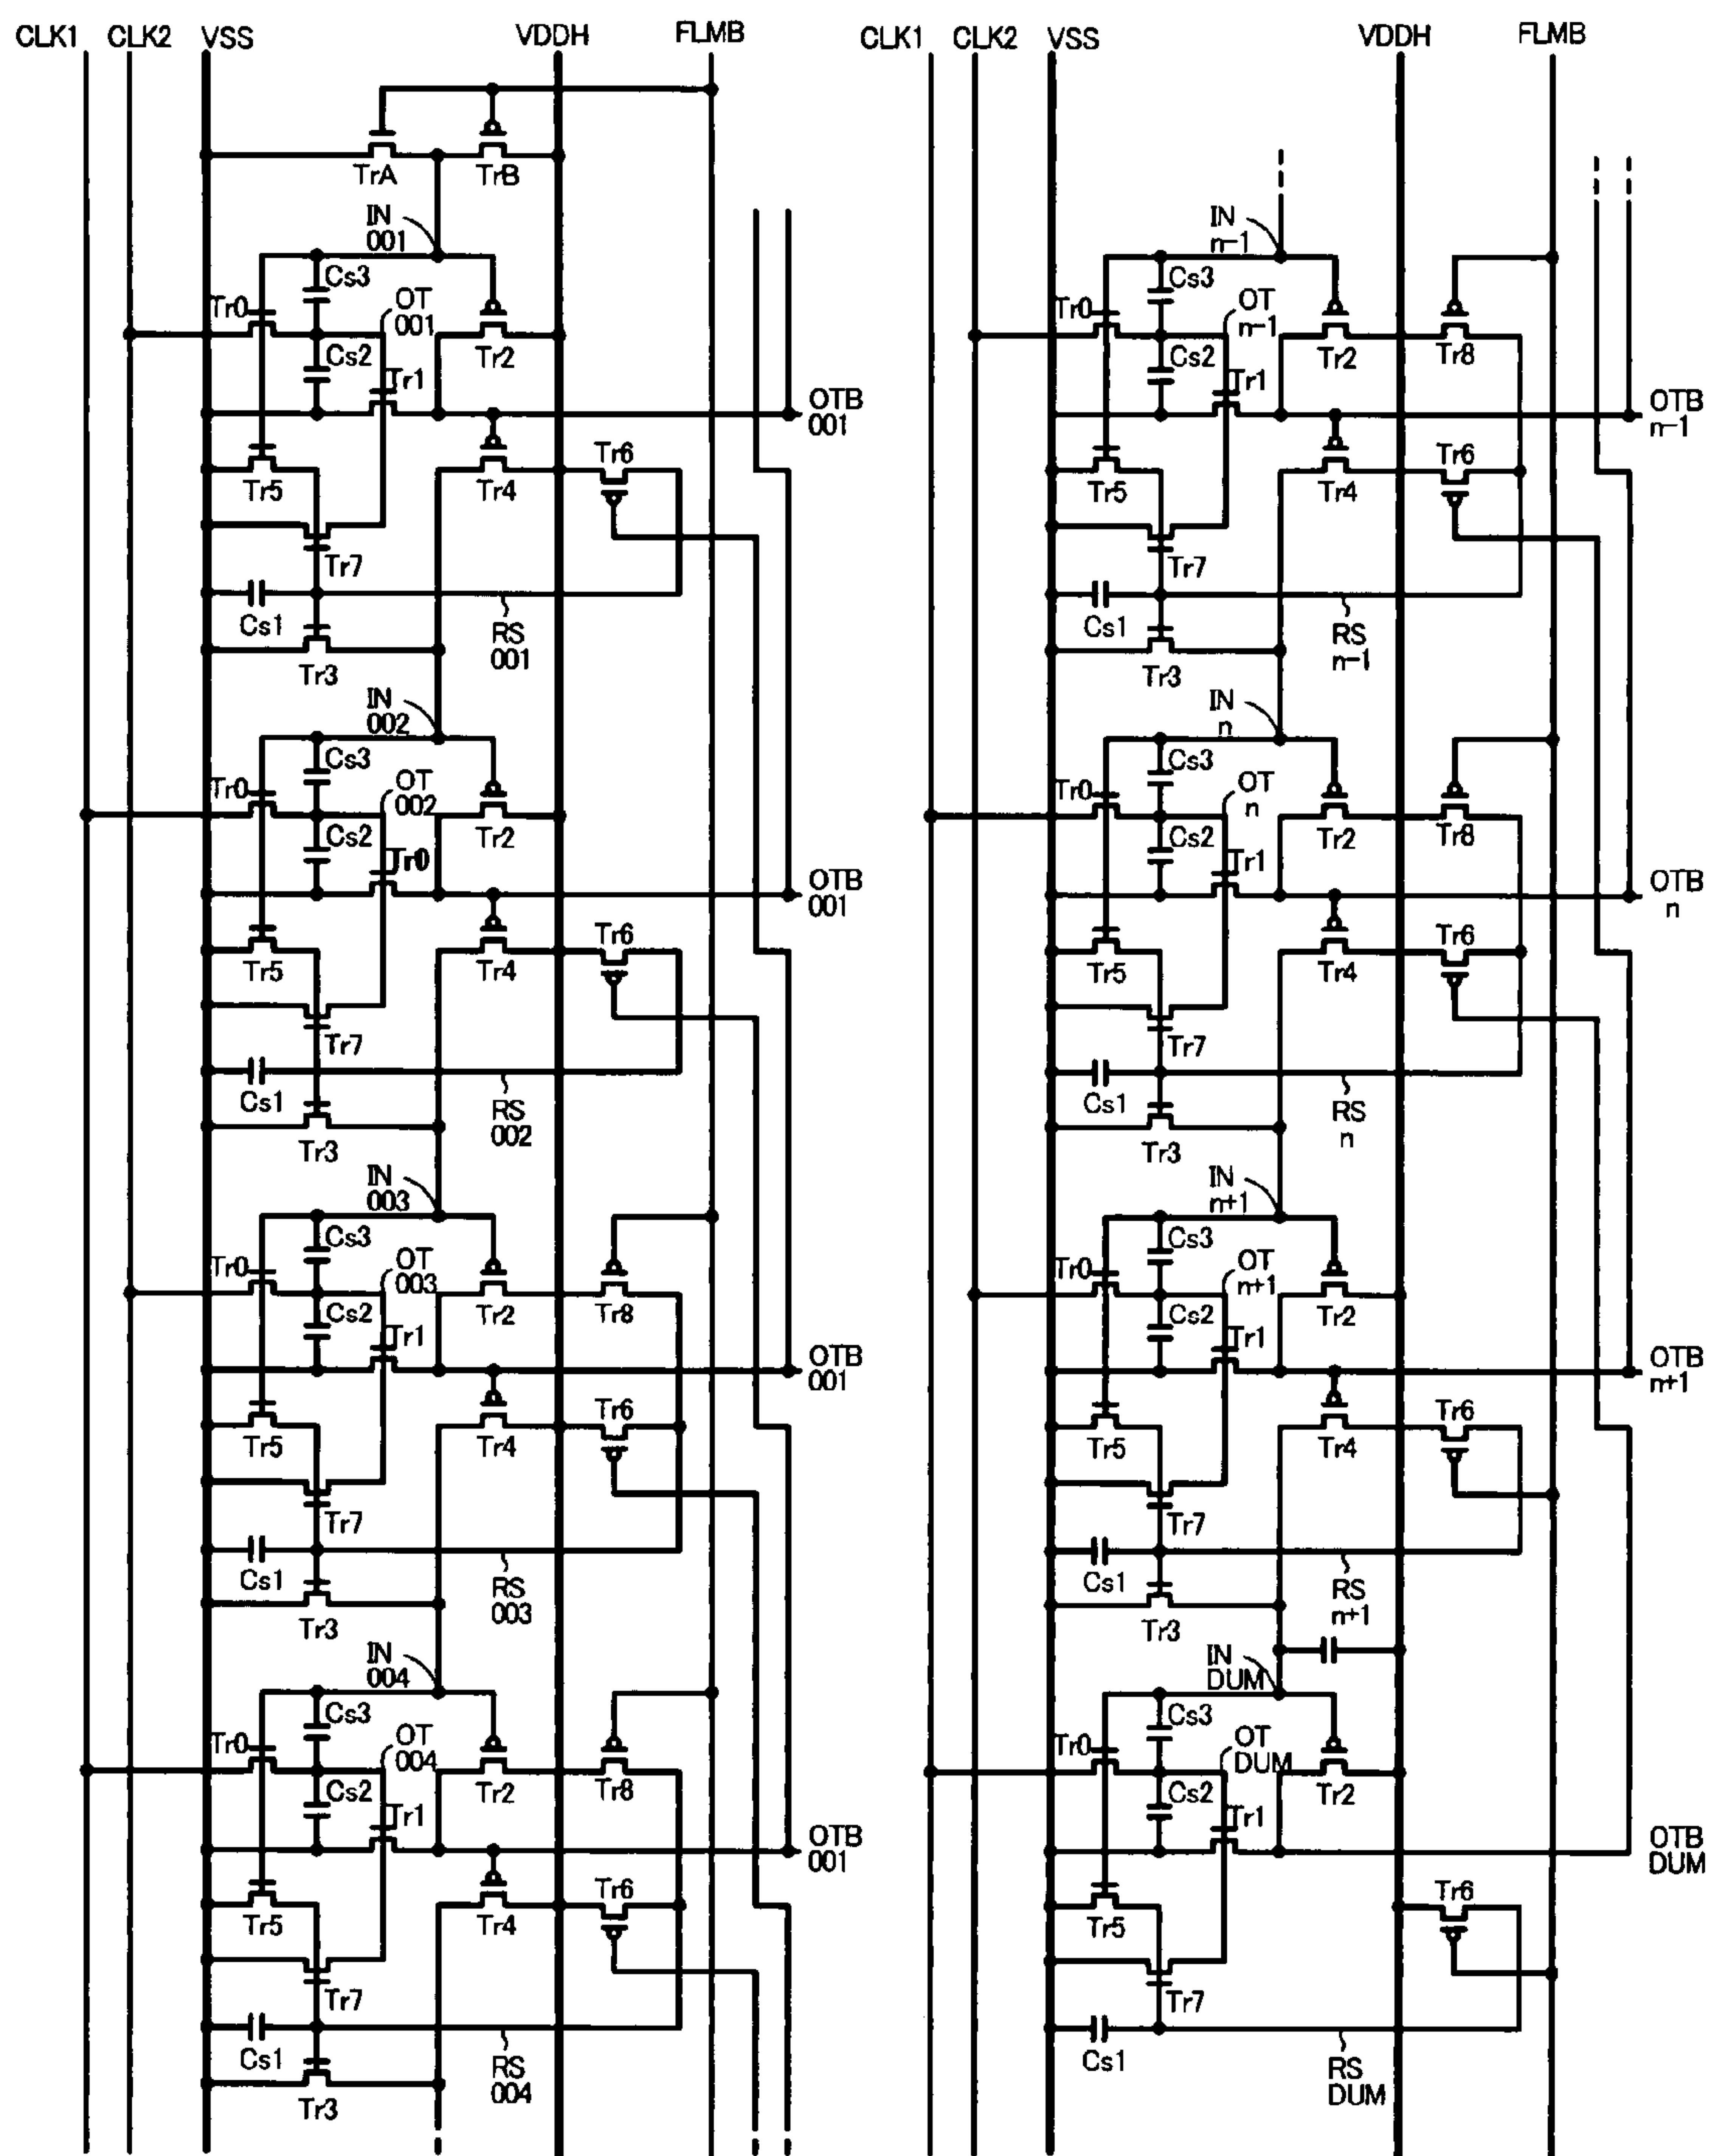 CLK1 CLK2 VSS VDDH FLMB
TrA TrB
IN
001
Cs3
Tr0 OT
001
Cs2 Tr2
Tr1
OTB
001
Tr6
Tr5 Tr4
Tr7
Cs1 RS
001
Tr3
IN
002
Cs3
Tr0 OT
002
Cs2 Tr2
Tr0
OTB
001
Tr6
Tr5 Tr4
Tr7
Cs1 RS
002
Tr3
IN
003
Cs3
Tr0 OT
003
Cs2 Tr2 Tr8
Tr1
OTB
001
Tr6
Tr5 Tr4
Tr7
Cs1 RS
003
Tr3
IN
004
Cs3
Tr0 OT
004
Cs2 Tr2 Tr8
Tr1
OTB
001
Tr6
Tr5 Tr4
Tr7
Cs1 RS
004
Tr3
CLK1 CLK2 VSS VDDH FLMB
IN
n-1
Cs3
Tr0 OT
n-1
Cs2 Tr2 Tr8
Tr1
OTB
n-1
Tr6
Tr5 Tr4
Tr7
Cs1 RS
n-1
Tr3
IN
n
Cs3
Tr0 OT
n
Cs2 Tr2 Tr8
Tr1
OTB
n
Tr6
Tr5 Tr4
Tr7
Cs1 RS
n
Tr3
IN
n+1
Cs3
Tr0 OT
n+1
Cs2 Tr2
Tr1
OTB
n+1
Tr6
Tr5 Tr4
Tr7
Cs1 RS
n+1
Tr3
IN
DUM
Cs3
Tr0 OT
DUM
Cs2 Tr2
Tr1
OTB
DUM
Tr6
Tr5
Tr7
Cs1 RS
DUM